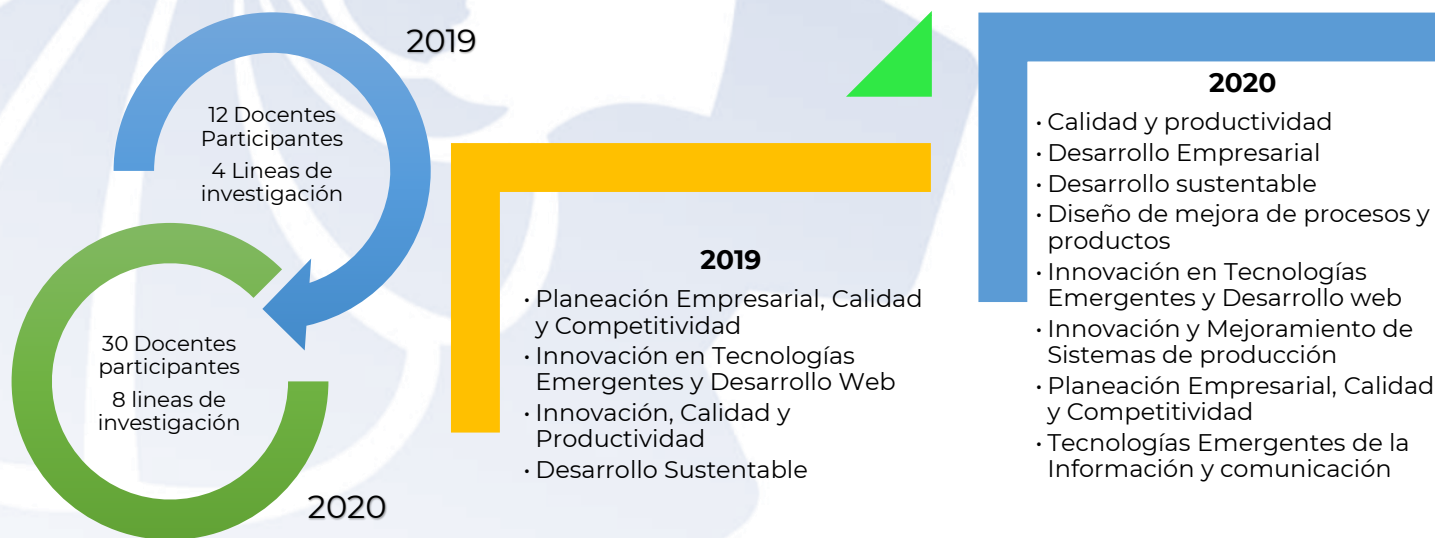 2019
12 Docentes
Participantes
4 Lineas de
investigación
30 Docentes
participantes
8 lineas de
investigación
2020
2019
· Planeación Empresarial, Calidad
y Competitividad
· Innovación en Tecnologías
Emergentes y Desarrollo Web
· Innovación, Calidad y
Productividad
· Desarrollo Sustentable
2020
· Calidad y productividad
· Desarrollo Empresarial
· Desarrollo sustentable
· Diseño de mejora de procesos y
productos
· Innovación en Tecnologías
Emergentes y Desarrollo web
· Innovación y Mejoramiento de
Sistemas de producción
· Planeación Empresarial, Calidad
y Competitividad
· Tecnologías Emergentes de la
Información y comunicación